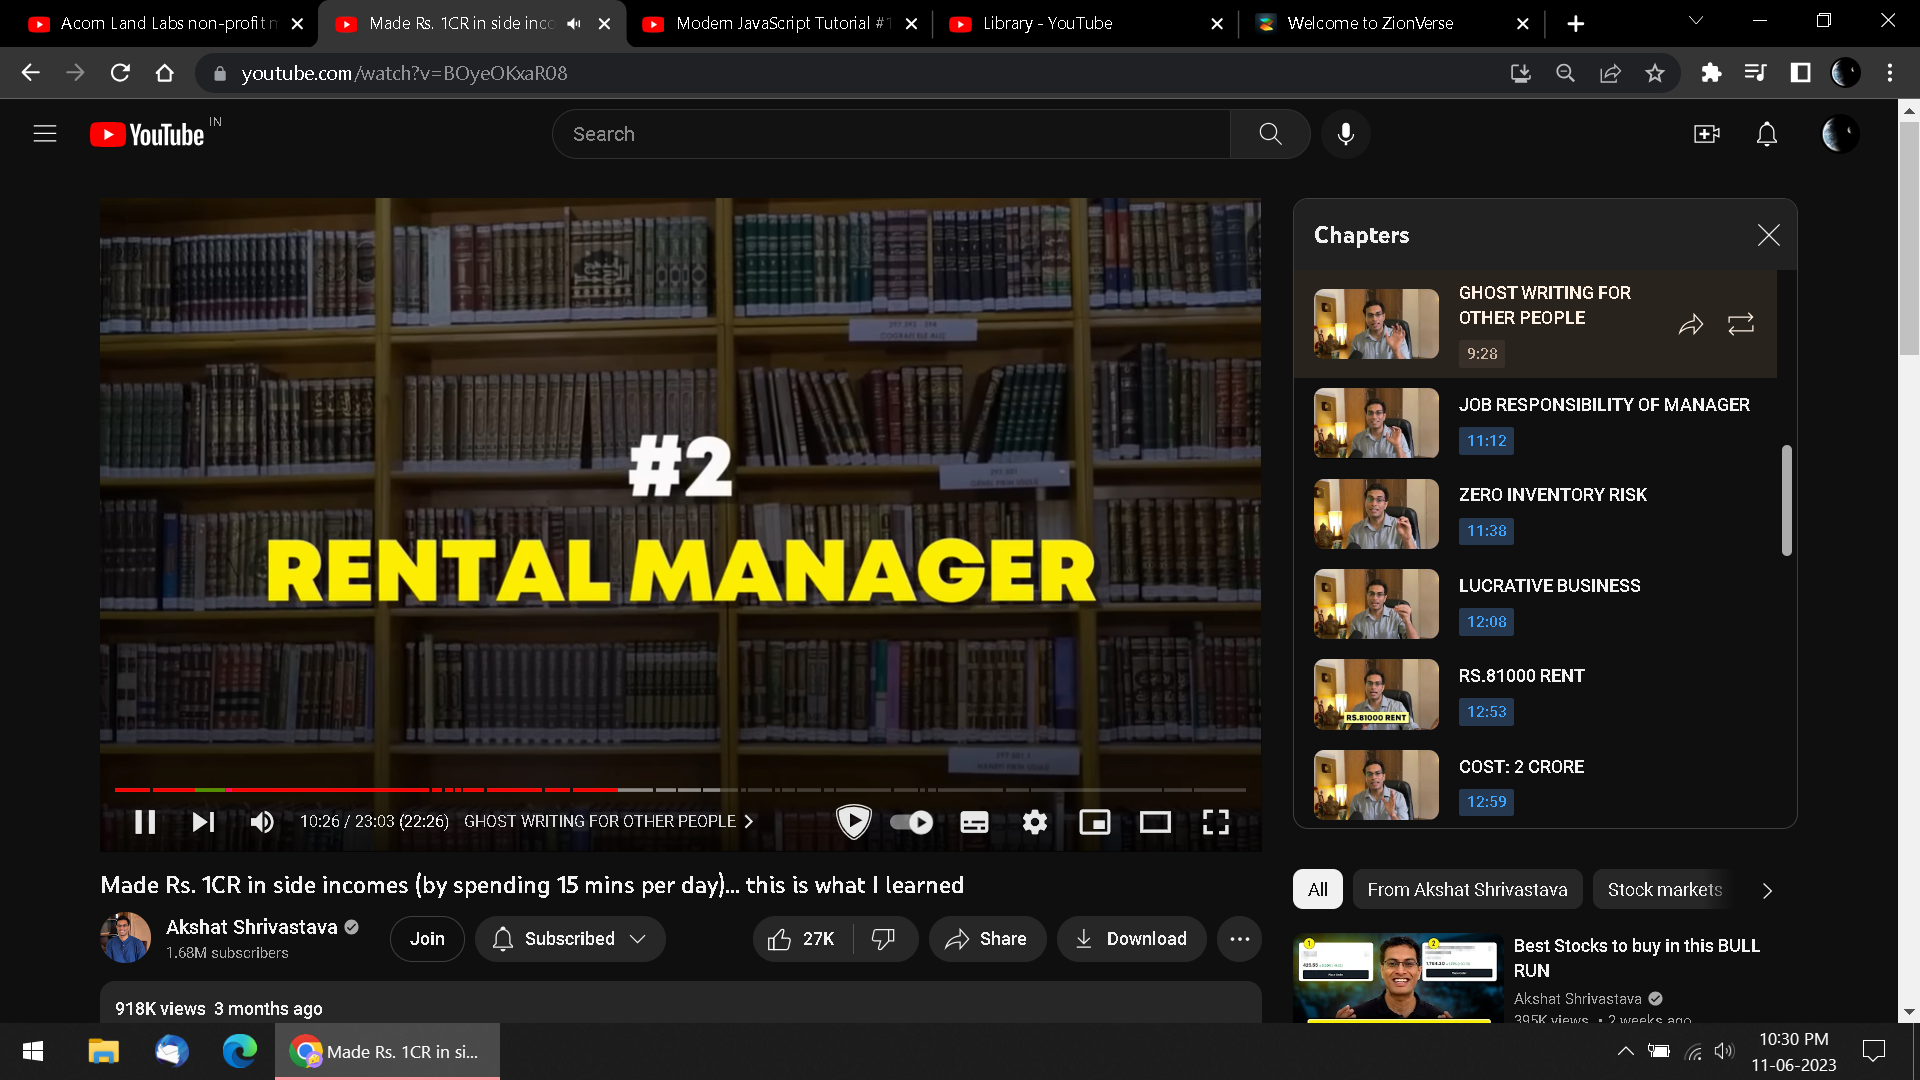 Acorn Land Labs non-profit
Made Rs. 1CR in side inco
Modern JavaScript Tutorial #1
Library - YouTube
Welcome to ZionVerse
youtube.com/watch?v=BOyeOKxaR08
YouTube IN
Search
#2
RENTAL MANAGER
10:26 / 23:03 (22:26) GHOST WRITING FOR OTHER PEOPLE
Chapters
GHOST WRITING FOR
OTHER PEOPLE
9:28
JOB RESPONSIBILITY OF MANAGER
11:12
ZERO INVENTORY RISK
11:38
LUCRATIVE BUSINESS
12:08
RS.81000 RENT
RS.81000 RENT
12:53
COST: 2 CRORE
12:59
Made Rs. 1CR in side incomes (by spending 15 mins per day)... this is what I learned
Akshat Shrivastava
1.68M subscribers
Join
Subscribed
27K
Share
Download
918K views 3 months ago
All
From Akshat Shrivastava
Stock markets
Best Stocks to buy in this BULL
RUN
Akshat Shrivastava
395K views • 2 weeks ago
Made Rs. 1CR in si...
10:30 PM
11-06-2023